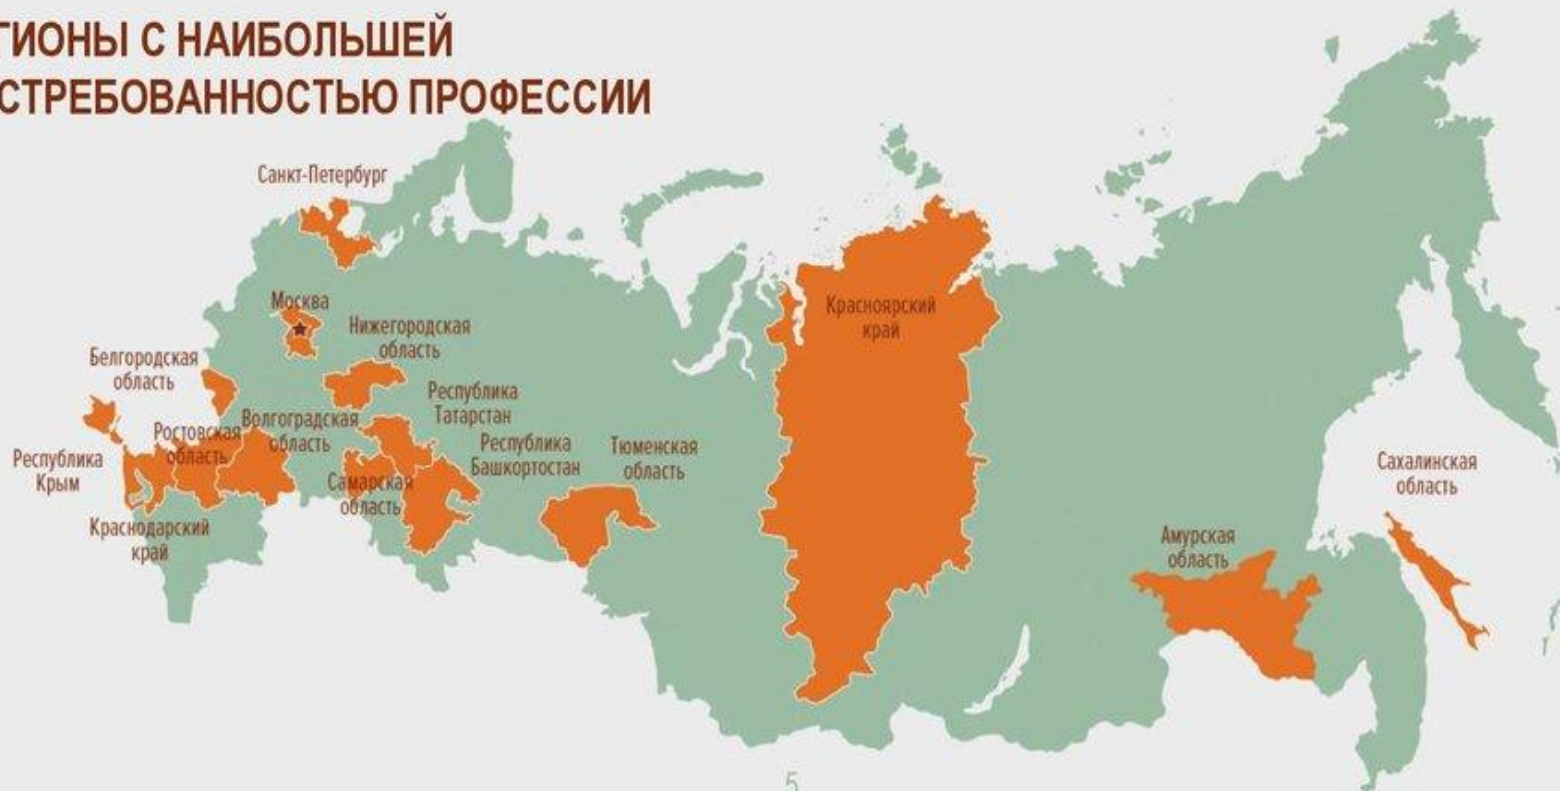 ГИОНЫ С НАИБОЛЬШЕЙ
СТРЕБОВАННОСТЬЮ ПРОФЕССИИ
Санкт-Петербург
Москва
Нижегородская
область
Белгородская
область
Республика
Татарстан
Волгоградская
область
Ростовская
область
Республика
Башкортостан
Тюменская
область
Республика
Крым
Самарская
область
Краснодарский
край
Красноярский
край
Амурская
область
Сахалинская
область
5